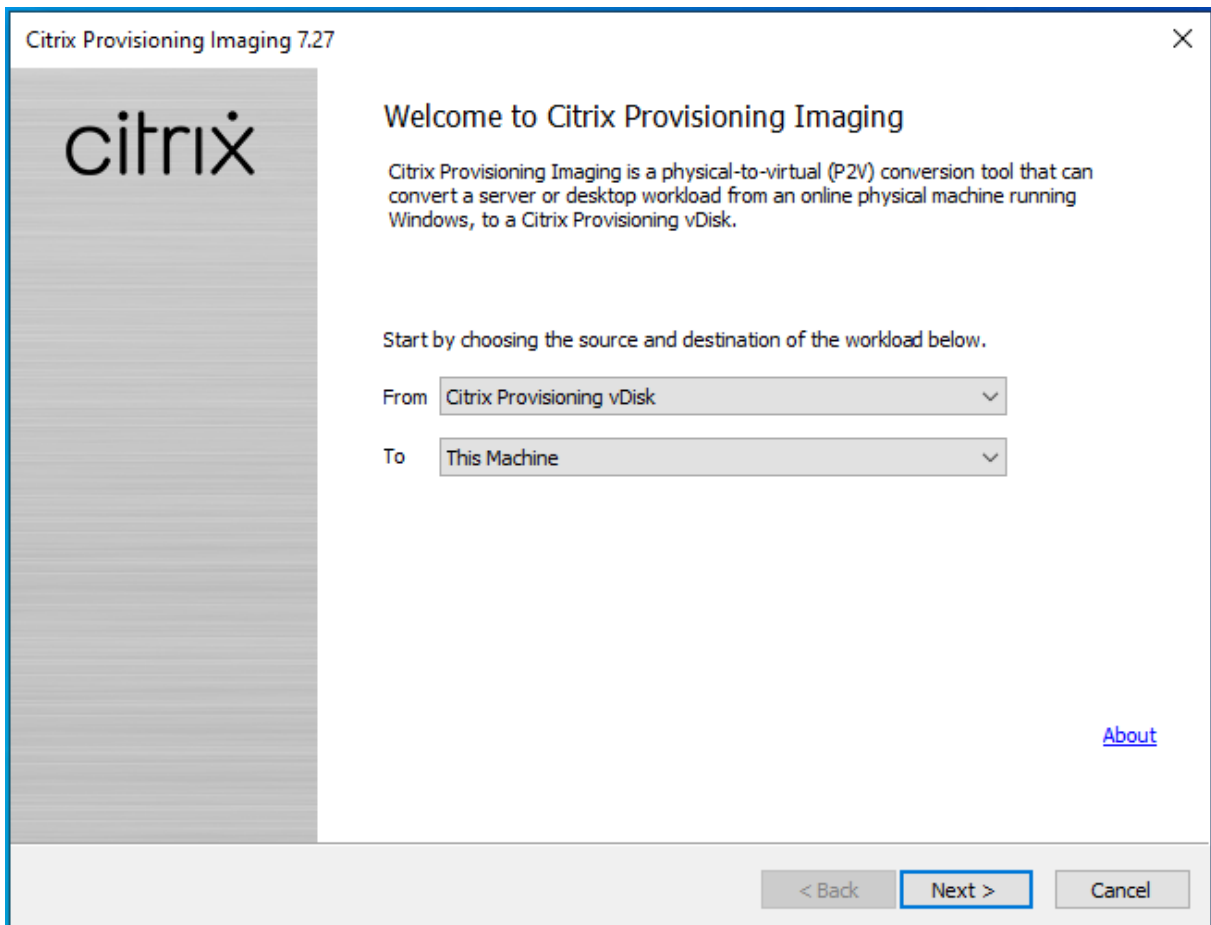 Citrix Provisioning Imaging 7.27
citrix
Welcome to Citrix Provisioning Imaging
Citrix Provisioning Imaging is a physical-to-virtual (P2V) conversion tool that can
convert a server or desktop workload from an online physical machine running
Windows, to a Citrix Provisioning vDisk.
Start by choosing the source and destination of the workload below.
From Citrix Provisioning vDisk
To This Machine
About
< Back Next > Cancel